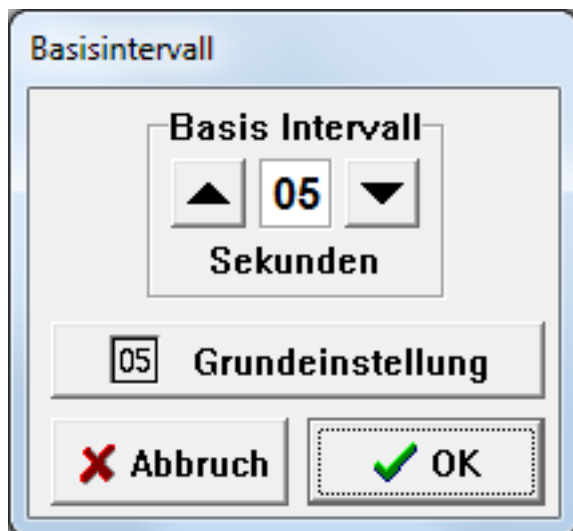 Basisintervall
Basis Intervall
05
Sekunden
05 Grundeinstellung
Abbruch
OK